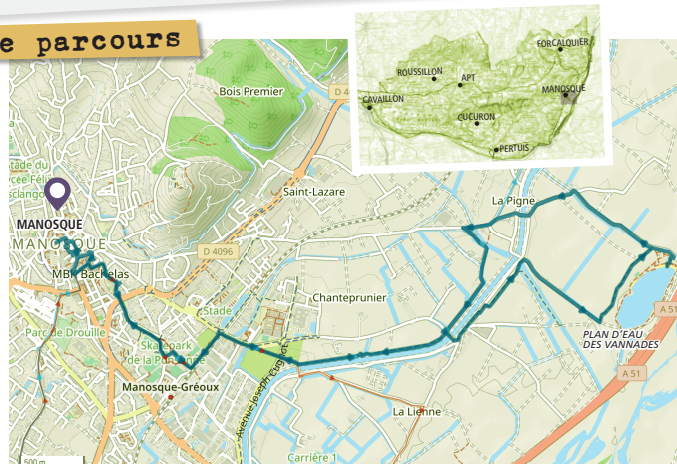 e parcours
FORCALQUIER
ROUSSILLON
APT
MANOSQUE
CAVAILLON
CUCURON
PERTUIS
Bois Premier
D 4
Saint-Lazare
La Pigne
MANOSQUE
MANOSQUE
D 4096
MBK Bachelas
Stade
Chanteprunier
Parc de Drouille
Skatepark
de la Ponsonne
PLAN D'EAU
DES VANNADES
A 51
A 51
Manosque-Gréoux
Avenue Joseph Cugnot
La Lienne
Carrière 1
500 m